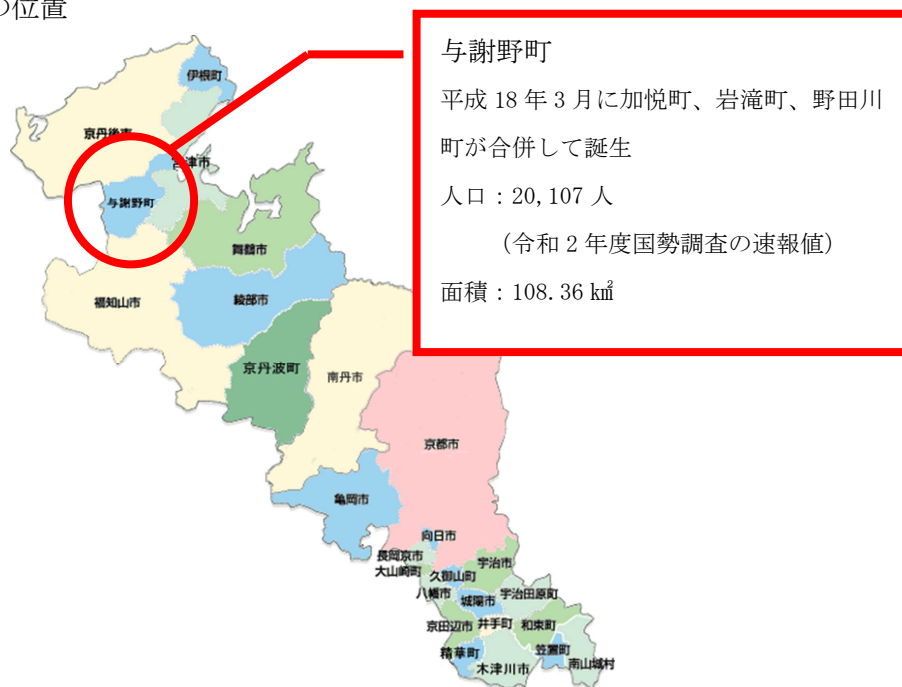 の位置
与謝野町
平成 18 年 3 月に加悦町、岩滝町、野田川
町が合併して誕生
人口：20,107 人
（令和 2 年度国勢調査の速報値）
面積：108.36 ㎢
伊根町
京丹後市
宮津市
与謝野町
舞鶴市
福知山市
綾部市
京丹波町
南丹市
京都市
亀岡市
向日市
長岡京市
宇治市
大山崎町
久御山町
八幡市
城陽市
宇治田原町
京田辺市
井手町
和束町
精華町
笠置町
木津川市
南山城村